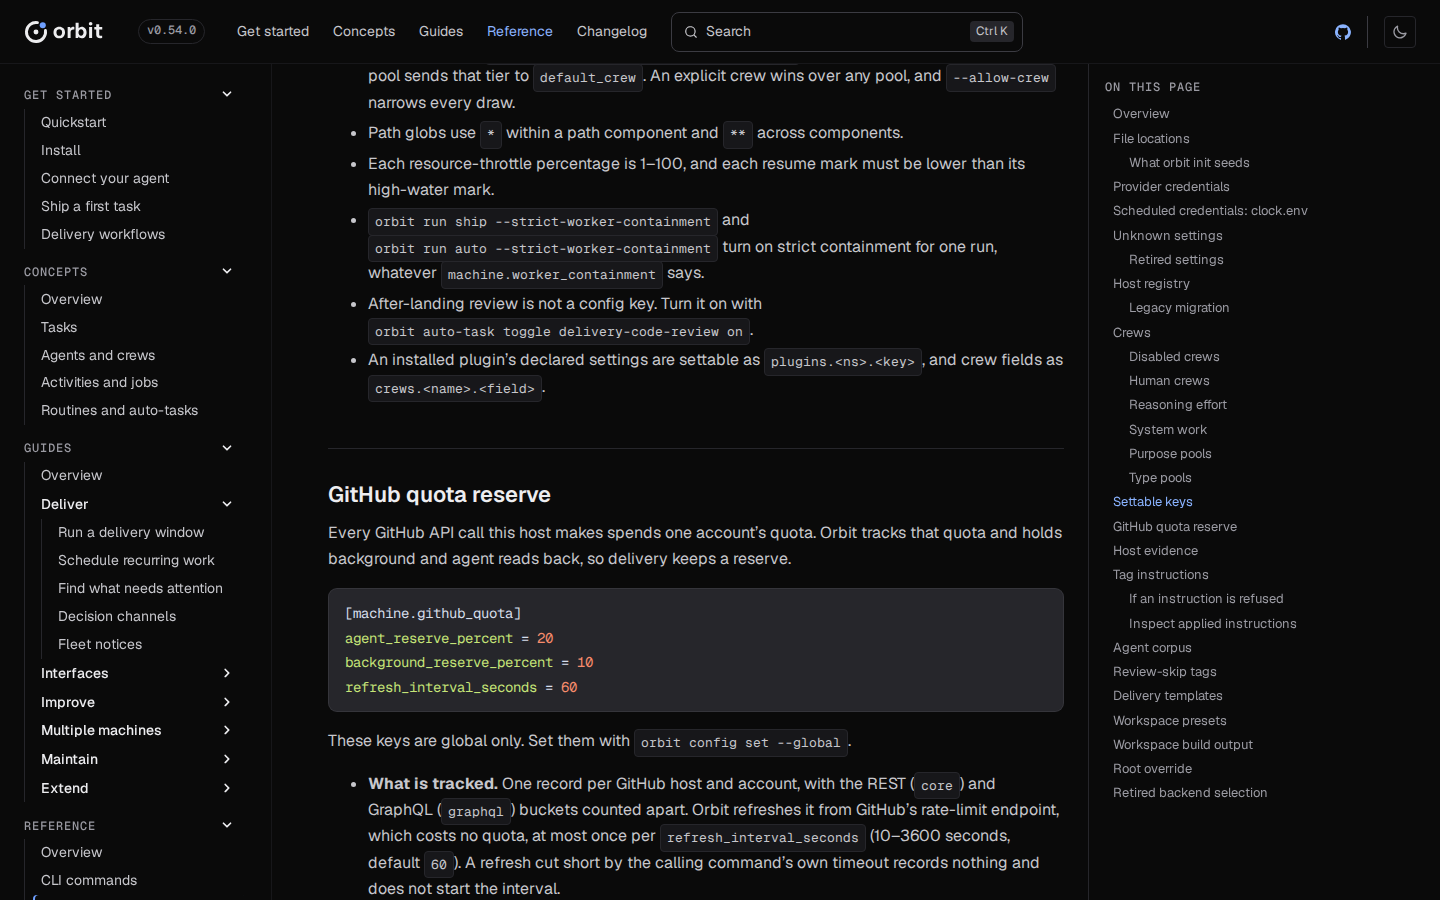 orbit
v0.54.0
Get started
Concepts
Guides
Reference
Changelog
Search
Ctrl K
GET STARTED
Quickstart
Install
Connect your agent
Ship a first task
Delivery workflows
CONCEPTS
Overview
Tasks
Agents and crews
Activities and jobs
Routines and auto-tasks
GUIDES
Overview
Deliver
Run a delivery window
Schedule recurring work
Find what needs attention
Decision channels
Fleet notices
Interfaces
Improve
Multiple machines
Maintain
Extend
REFERENCE
Overview
CLI commands
pool sends that tier to default_crew. An explicit crew wins over any pool, and --allow-crew
narrows every draw.
• Path globs use * within a path component and ** across components.
• Each resource-throttle percentage is 1–100, and each resume mark must be lower than its
high-water mark.
• orbit run ship --strict-worker-containment and
orbit run auto --strict-worker-containment turn on strict containment for one run,
whatever machine.worker_containment says.
• After-landing review is not a config key. Turn it on with
orbit auto-task toggle delivery-code-review on.
• An installed plugin’s declared settings are settable as plugins.<ns>.<key>, and crew fields as
crews.<name>.<field>.
GitHub quota reserve
Every GitHub API call this host makes spends one account’s quota. Orbit tracks that quota and holds
background and agent reads back, so delivery keeps a reserve.
[machine.github_quota]
agent_reserve_percent = 20
background_reserve_percent = 10
refresh_interval_seconds = 60
These keys are global only. Set them with orbit config set --global.
• What is tracked. One record per GitHub host and account, with the REST (core) and
GraphQL (graphql) buckets counted apart. Orbit refreshes it from GitHub’s rate-limit endpoint,
which costs no quota, at most once per refresh_interval_seconds (10–3600 seconds,
default 60). A refresh cut short by the calling command’s own timeout records nothing and
does not start the interval.
ON THIS PAGE
Overview
File locations
What orbit init seeds
Provider credentials
Scheduled credentials: clock.env
Unknown settings
Retired settings
Host registry
Legacy migration
Crews
Disabled crews
Human crews
Reasoning effort
System work
Purpose pools
Type pools
Settable keys
GitHub quota reserve
Host evidence
Tag instructions
If an instruction is refused
Inspect applied instructions
Agent corpus
Review-skip tags
Delivery templates
Workspace presets
Workspace build output
Root override
Retired backend selection